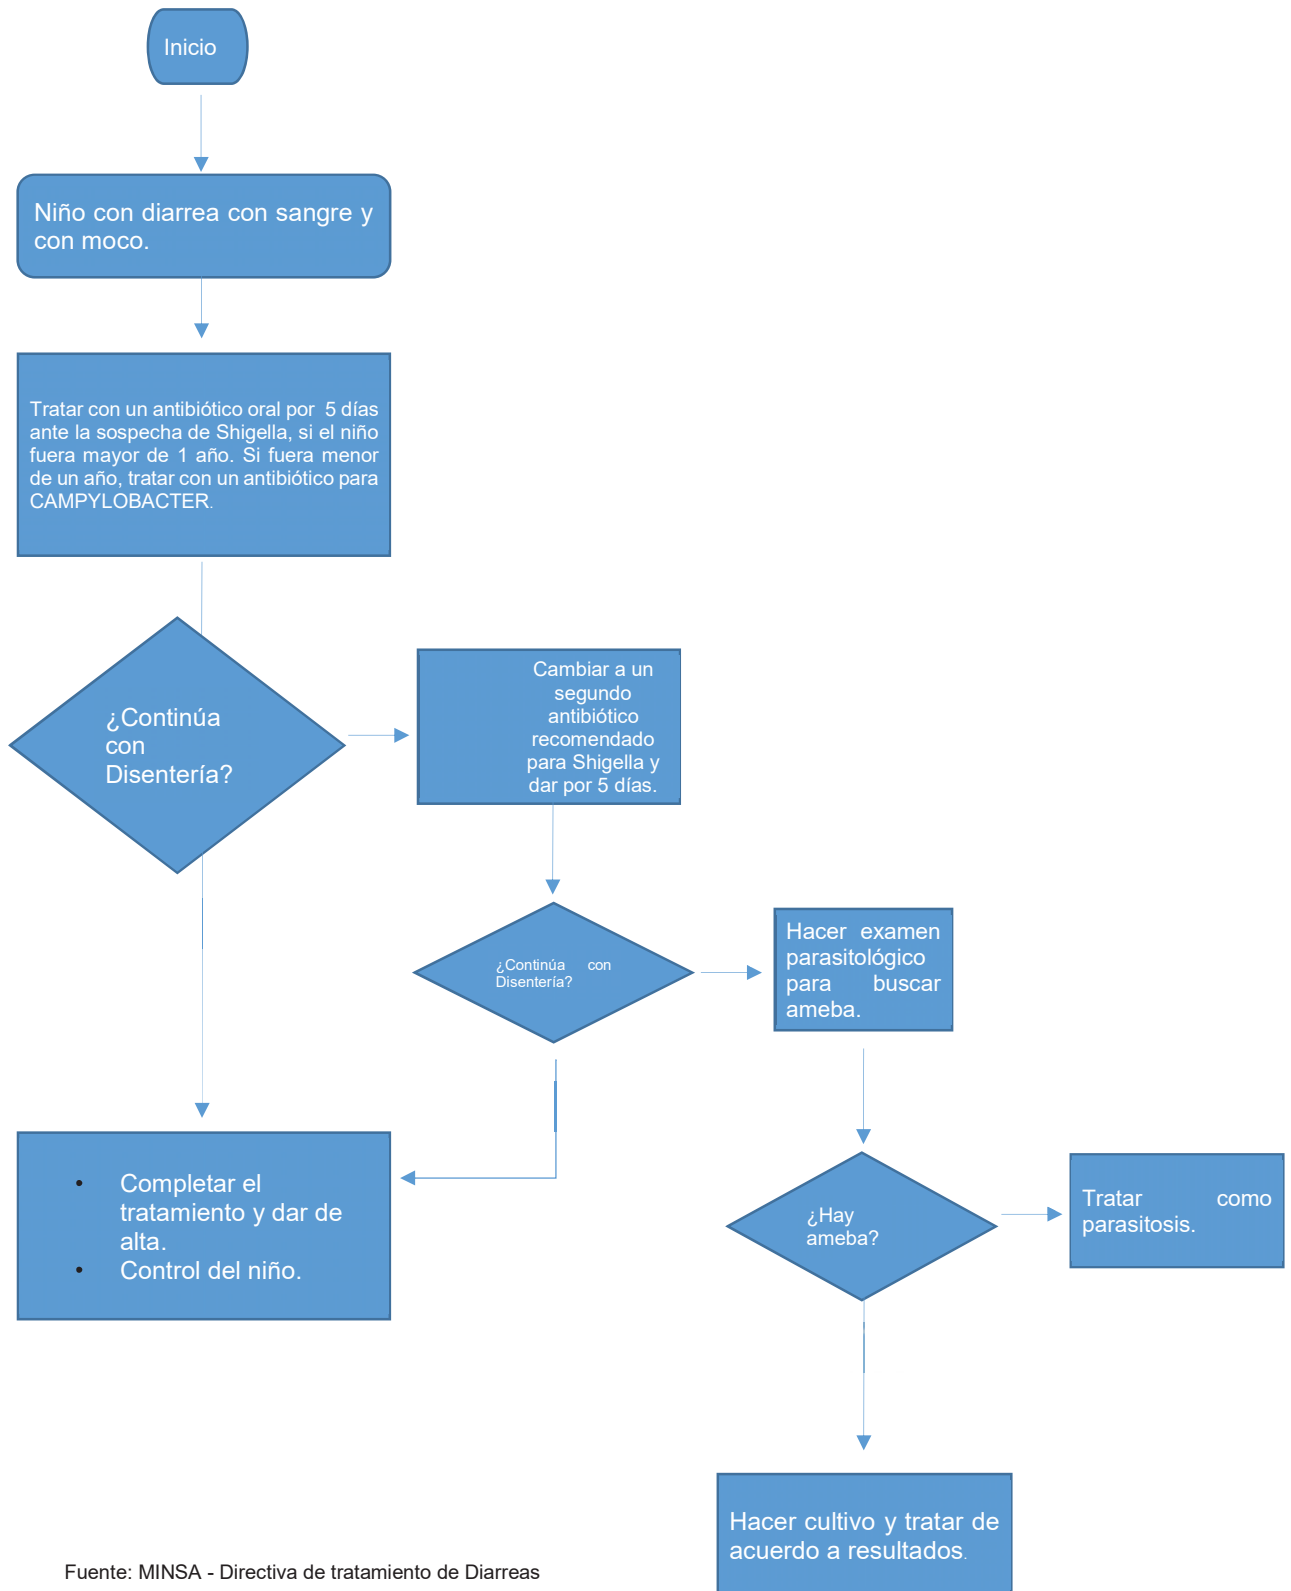 Inicio
Niño con diarrea con sangre y
con moco.
Tratar con un antibiótico oral por 5 días
ante la sospecha de Shigella, si el niño
fuera mayor de 1 año. Si fuera menor
de un año, tratar con un antibiótico para
CAMPYLOBACTER.
¿Continúa
con
Disentería?
Cambiar a un
segundo
antibiótico
recomendado
para Shigella y
dar por 5 días.
¿Continúa con
Disentería?
Hacer examen
parasitológico
para buscar
ameba.
• Completar el
tratamiento y dar de
alta.
• Control del niño.
¿Hay
ameba?
Tratar como
parasitosis.
Hacer cultivo y tratar de
acuerdo a resultados.
Fuente: MINSA - Directiva de tratamiento de Diarreas